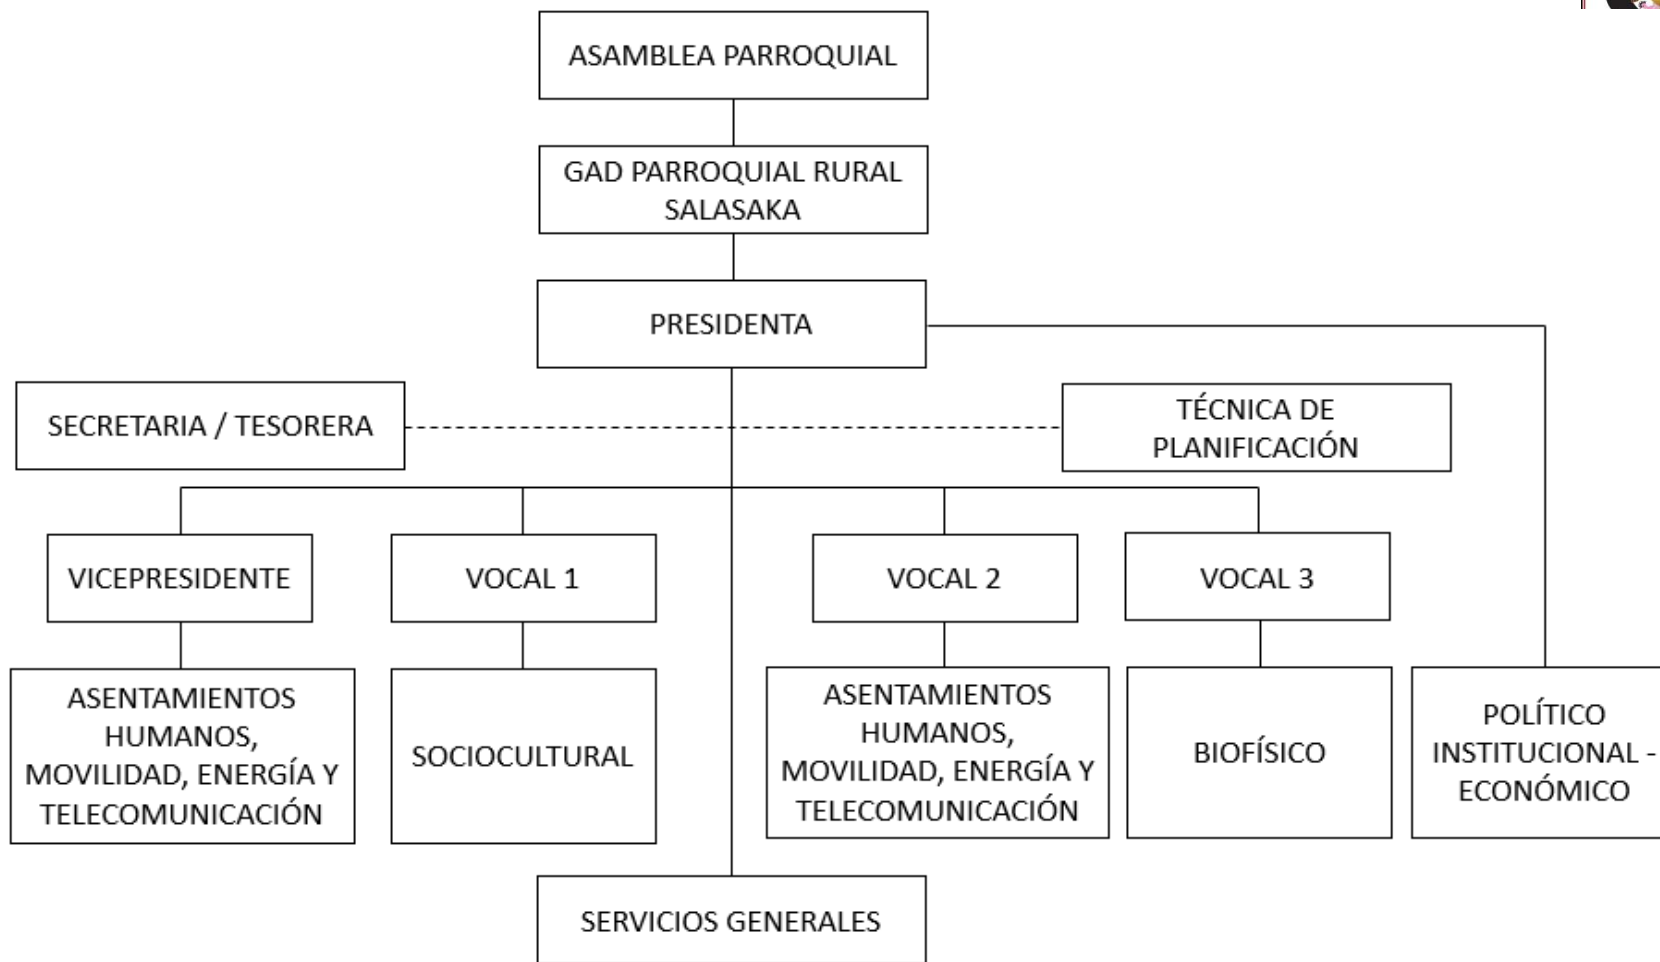 ASAMBLEA PARROQUIAL
GAD PARROQUIAL RURAL
SALASAKA
PRESIDENTA
SECRETARIA / TESORERA
TÉCNICA DE
PLANIFICACIÓN
VICEPRESIDENTE
VOCAL 1
VOCAL 2
VOCAL 3
ASENTAMIENTOS
HUMANOS,
MOVILIDAD, ENERGÍA Y
TELECOMUNICACIÓN
SOCIOCULTURAL
ASENTAMIENTOS
HUMANOS,
MOVILIDAD, ENERGÍA Y
TELECOMUNICACIÓN
BIOFÍSICO
POLÍTICO
INSTITUCIONAL -
ECONÓMICO
SERVICIOS GENERALES